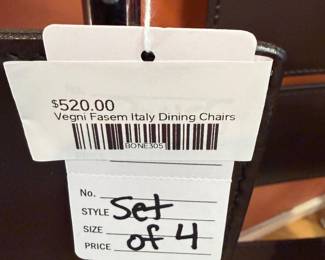 $520.00
Vegni Fasem Italy Dining Chairs
BONE305
No.
STYLE Set
SIZE
PRICE of 4